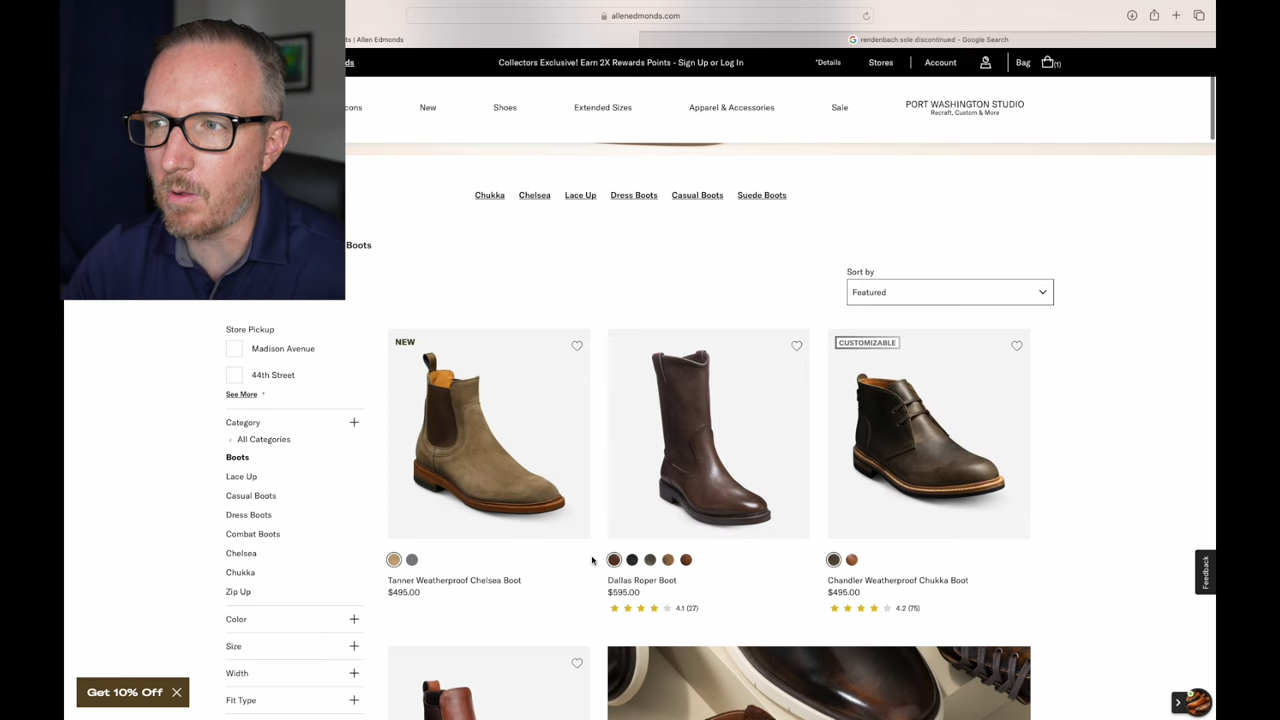 allenedmonds.com
ts | Allen Edmonds
rendenbach sole discontinued - Google Search
ds
Collectors Exclusive! Earn 2X Rewards Points - Sign Up or Log In
*Details
Stores
Account
Bag
(1)
cons
New
Shoes
Extended Sizes
Apparel & Accessories
Sale
PORT WASHINGTON STUDIO
Recraft, Custom & More
Chukka
Chelsea
Lace Up
Dress Boots
Casual Boots
Suede Boots
Boots
Sort by
Featured
Store Pickup
Madison Avenue
44th Street
See More +
Category
‹ All Categories
Boots
Lace Up
Casual Boots
Dress Boots
Combat Boots
Chelsea
Chukka
Zip Up
Color
Size
Width
Fit Type
NEW
Tanner Weatherproof Chelsea Boot
$495.00
Dallas Roper Boot
$595.00
4.1 (27)
CUSTOMIZABLE
Chandler Weatherproof Chukka Boot
$495.00
4.2 (75)
Feedback
Get 10% Off